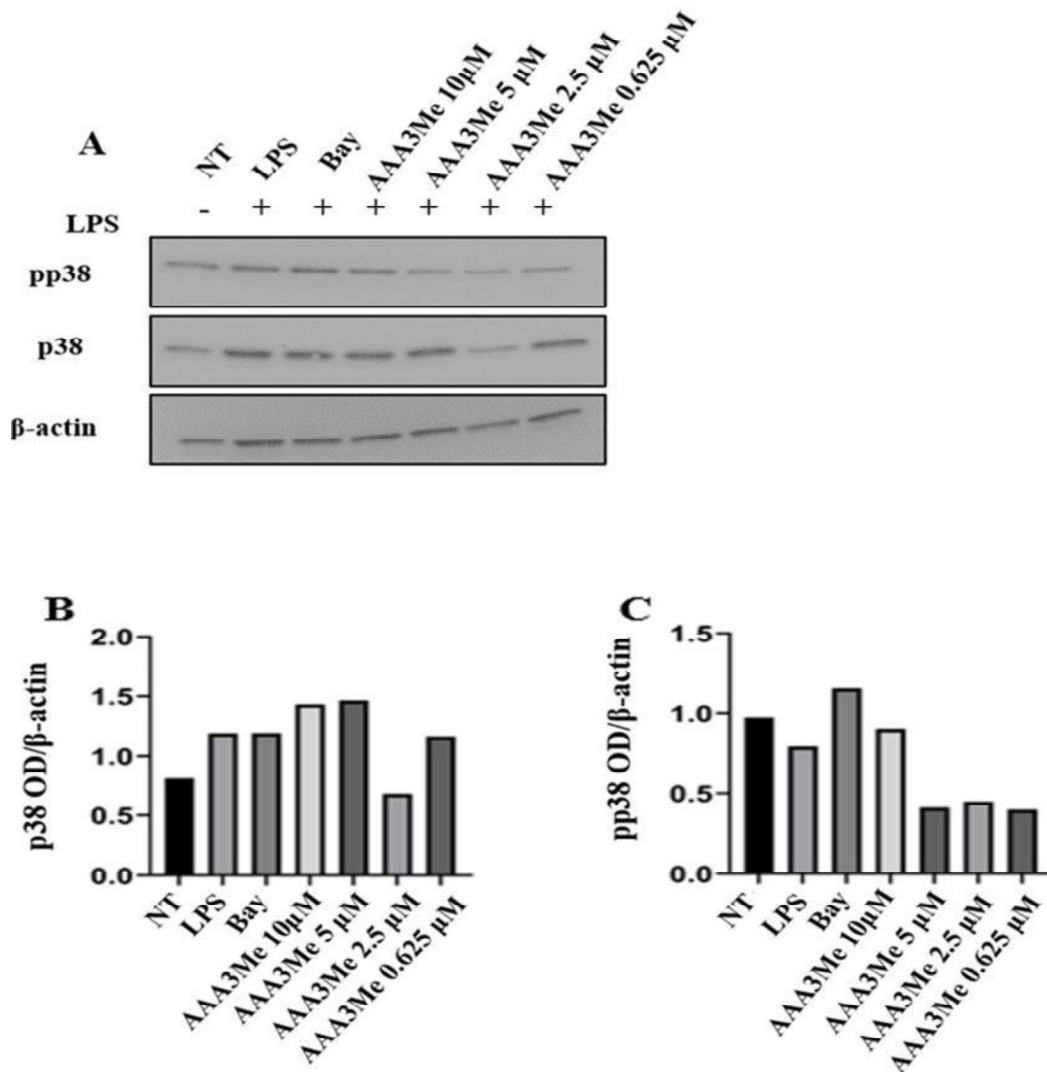 A
NT
LPS
Bay
AAA3Me 10µM
AAA3Me 5 µM
AAA3Me 2.5 µM
AAA3Me 0.625 µM
LPS - + + + + + +
pp38
p38
β-actin
B
p38 OD/β-actin
2.0
1.5
1.0
0.5
0.0
NT
LPS
Bay
AAA3Me 10µM
AAA3Me 5 µM
AAA3Me 2.5 µM
AAA3Me 0.625 µM
C
pp38 OD/β-actin
1.5
1.0
0.5
0.0
NT
LPS
Bay
AAA3Me 10µM
AAA3Me 5 µM
AAA3Me 2.5 µM
AAA3Me 0.625 µM